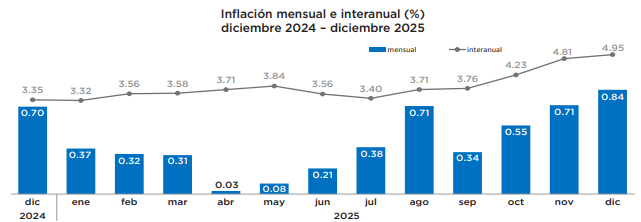 Inflación mensual e interanual (%)
diciembre 2024 – diciembre 2025
mensual interanual
3.35 3.32 3.56 3.58 3.71 3.84 3.56 3.40 3.71 3.76 4.23 4.81 4.95
0.70 0.37 0.32 0.31 0.03 0.08 0.21 0.38 0.71 0.34 0.55 0.71 0.84
dic ene feb mar abr may jun jul ago sep oct nov dic
2024 2025